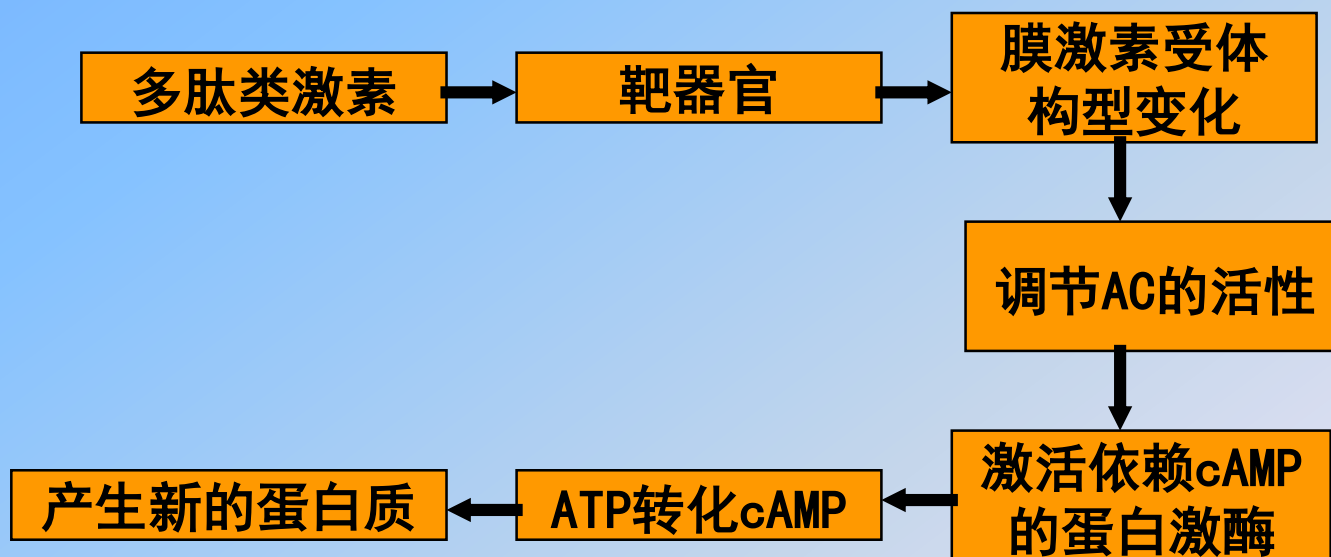 多肽类激素
靶器官
膜激素受体
构型变化
调节AC的活性
激活依赖cAMP
的蛋白激酶
ATP转化cAMP
产生新的蛋白质